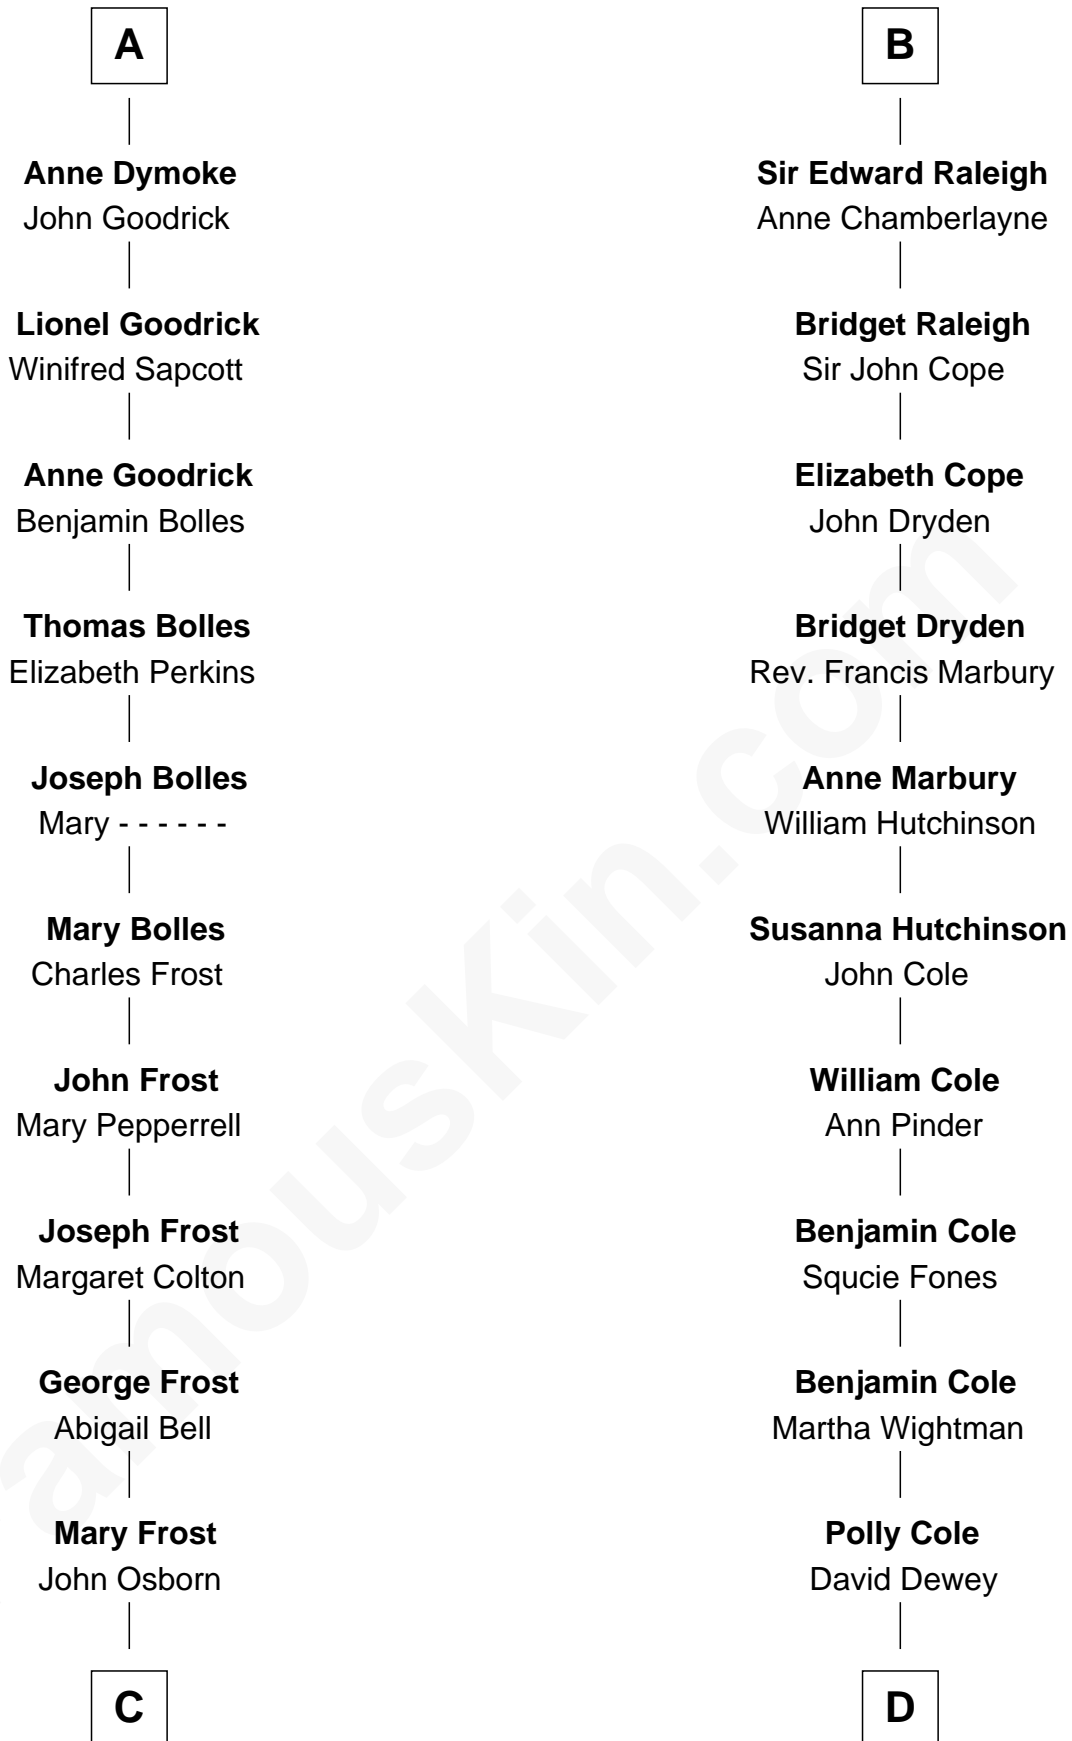 A
Anne Dymoke
John Goodrick
Lionel Goodrick
Winifred Sapcott
Anne Goodrick
Benjamin Bolles
Thomas Bolles
Elizabeth Perkins
Joseph Bolles
Mary - - - - - -
Mary Bolles
Charles Frost
John Frost
Mary Pepperrell
Joseph Frost
Margaret Colton
George Frost
Abigail Bell
Mary Frost
John Osborn
C
B
Sir Edward Raleigh
Anne Chamberlayne
Bridget Raleigh
Sir John Cope
Elizabeth Cope
John Dryden
Bridget Dryden
Rev. Francis Marbury
Anne Marbury
William Hutchinson
Susanna Hutchinson
John Cole
William Cole
Ann Pinder
Benjamin Cole
Squcie Fones
Benjamin Cole
Martha Wightman
Polly Cole
David Dewey
D
amousKin.com